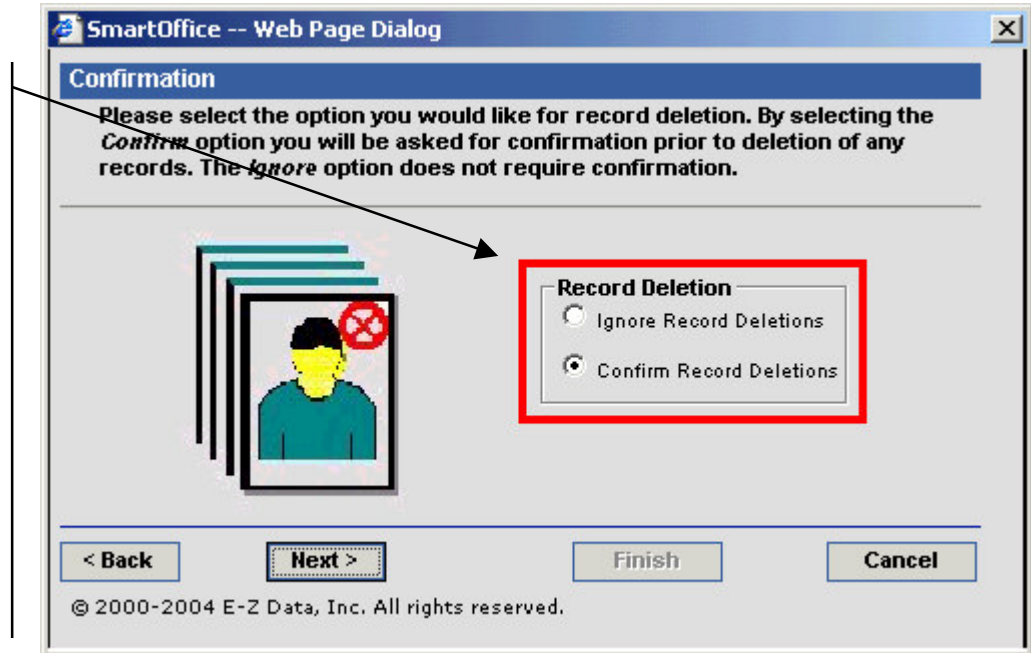 SmartOffice -- Web Page Dialog
Confirmation
Please select the option you would like for record deletion. By selecting the
Confirm option you will be asked for confirmation prior to deletion of any
records. The Ignore option does not require confirmation.
Record Deletion
Ignore Record Deletions
Confirm Record Deletions
< Back
Next >
Finish
Cancel
© 2000-2004 E-Z Data, Inc. All rights reserved.